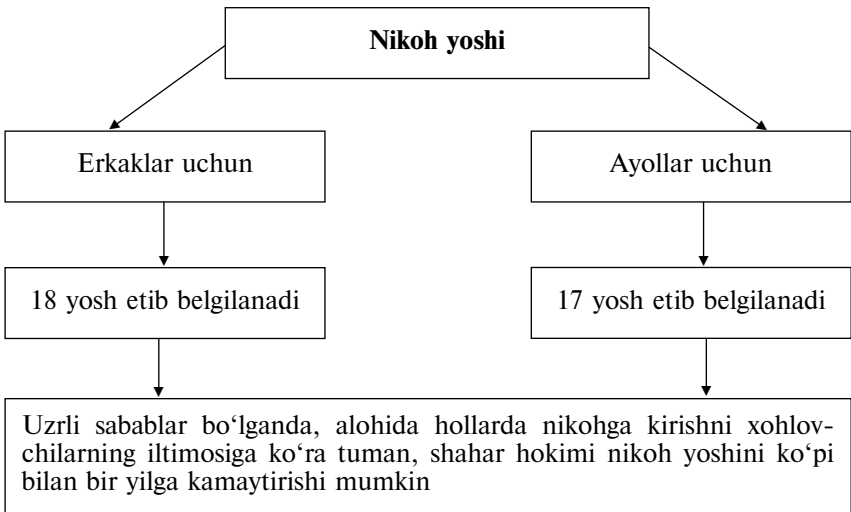 Nikoh yoshi
Erkaklar uchun
Ayollar uchun
18 yosh etib belgilanadi
17 yosh etib belgilanadi
Uzrli sabablar bo‘lganda, alohida hollarda nikohga kirishni xohlov-
chilarning iltimosiga ko‘ra tuman, shahar hokimi nikoh yoshini ko‘pi
bilan bir yilga kamaytirishi mumkin